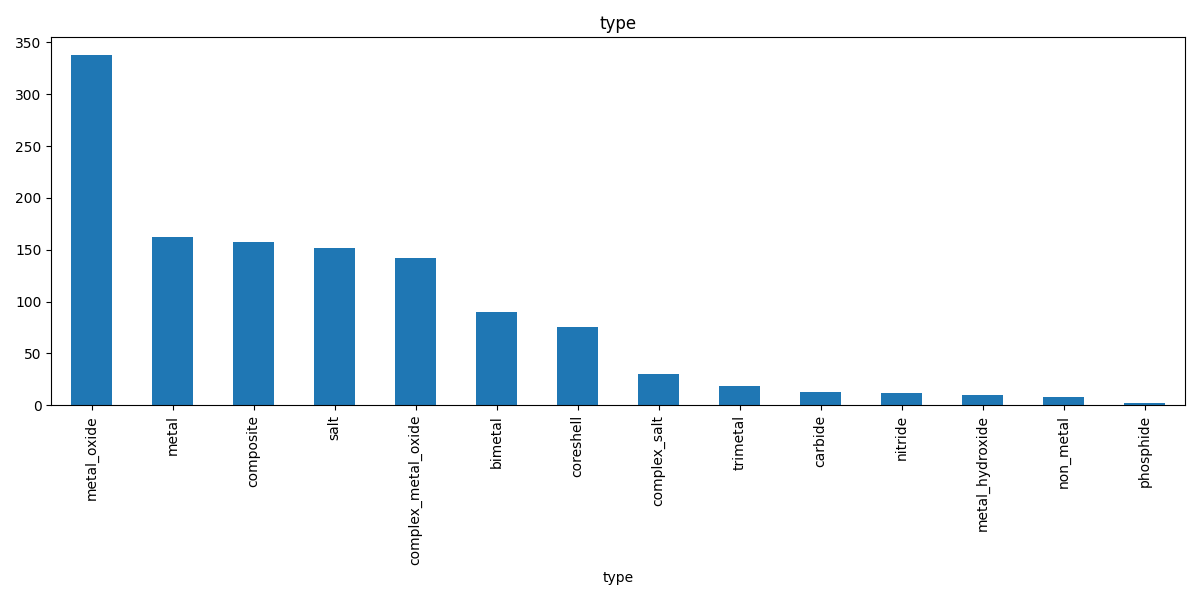 type
350
300
250
200
150
100
50
0
metal_oxide
metal
composite
salt
complex_metal_oxide
bimetal
coreshell
complex_salt
trimetal
carbide
nitride
metal_hydroxide
non_metal
phosphide
type